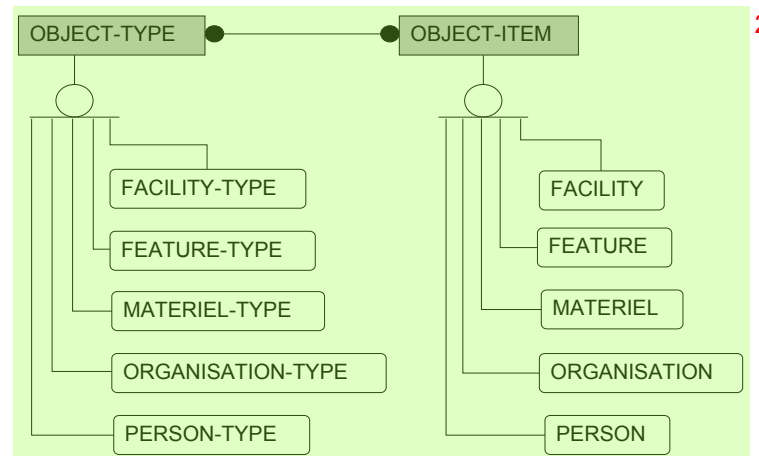 OBJECT-TYPE
OBJECT-ITEM
FACILITY-TYPE
FACILITY
FEATURE-TYPE
FEATURE
MATERIEL-TYPE
MATERIEL
ORGANISATION-TYPE
ORGANISATION
PERSON-TYPE
PERSON